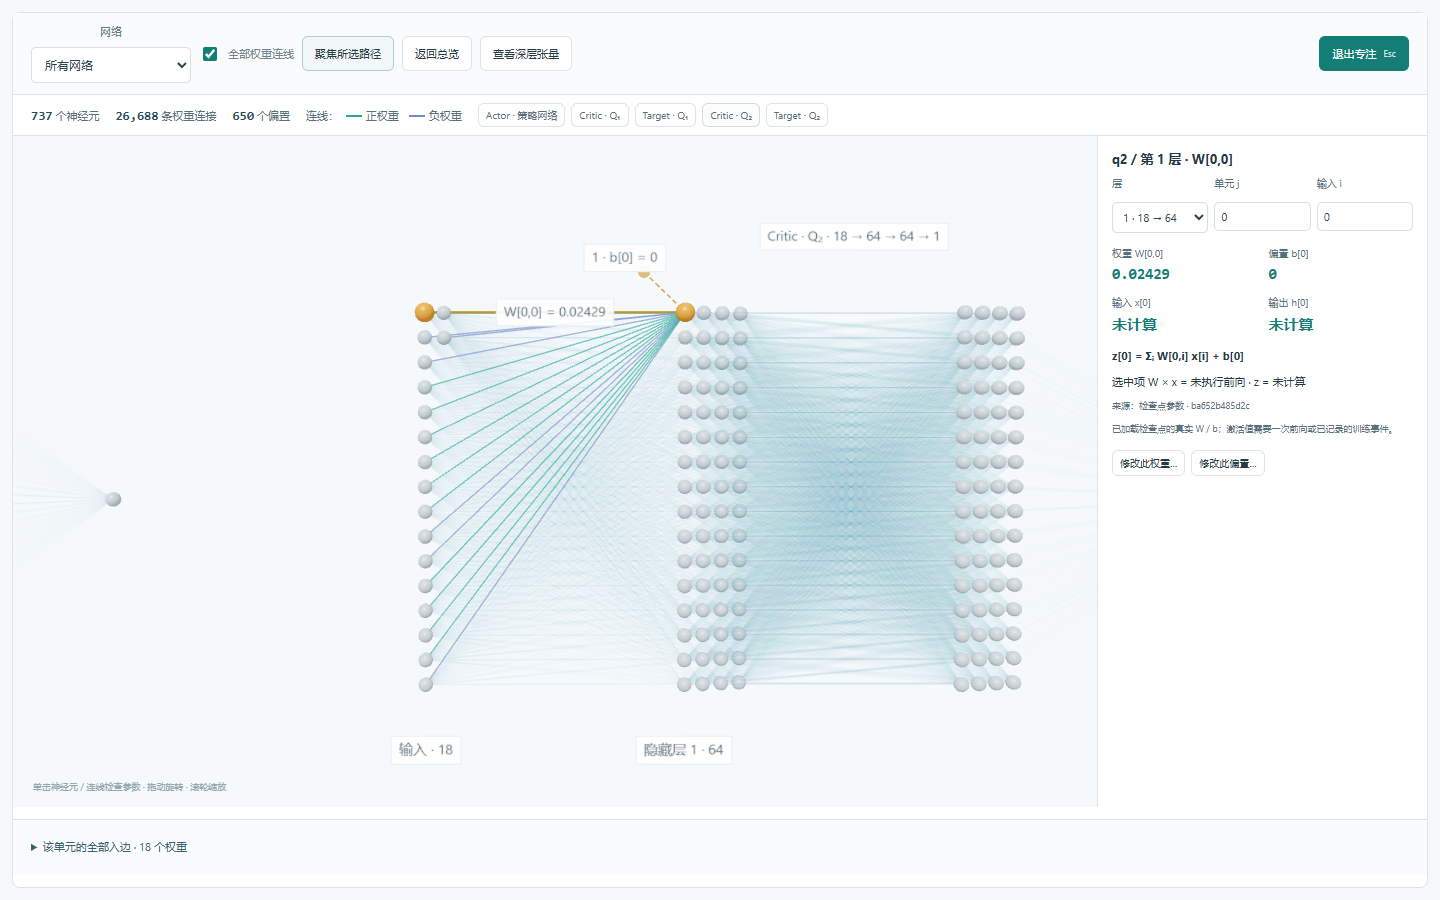 网络
所有网络
全部权重连线
聚焦所选路径
返回总览
查看深层张量
退出专注 Esc
737 个神经元 26,688 条权重连接 650 个偏置 连线： 正权重 负权重 Actor · 策略网络 Critic · Q₁ Target · Q₁ Critic · Q₂ Target · Q₂
Critic · Q₂ · 18 → 64 → 64 → 1
1 · b[0] = 0
W[0,0] = 0.02429
输入 · 18
隐藏层 1 · 64
单击神经元 / 连线检查参数 · 拖动旋转 · 滚轮缩放
q2 / 第 1 层 · W[0,0]
层 单元 j 输入 i
1 · 18 → 64 0 0
权重 W[0,0] 偏置 b[0]
0.02429 0
输入 x[0] 输出 h[0]
未计算 未计算
z[0] = Σᵢ W[0,i] x[i] + b[0]
选中项 W × x = 未执行前向 · z = 未计算
来源：检查点参数 · ba652b485d2c
已加载检查点的真实 W / b；激活值需要一次前向或已记录的训练事件。
修改此权重... 修改此偏置...
▶ 该单元的全部入边 · 18 个权重